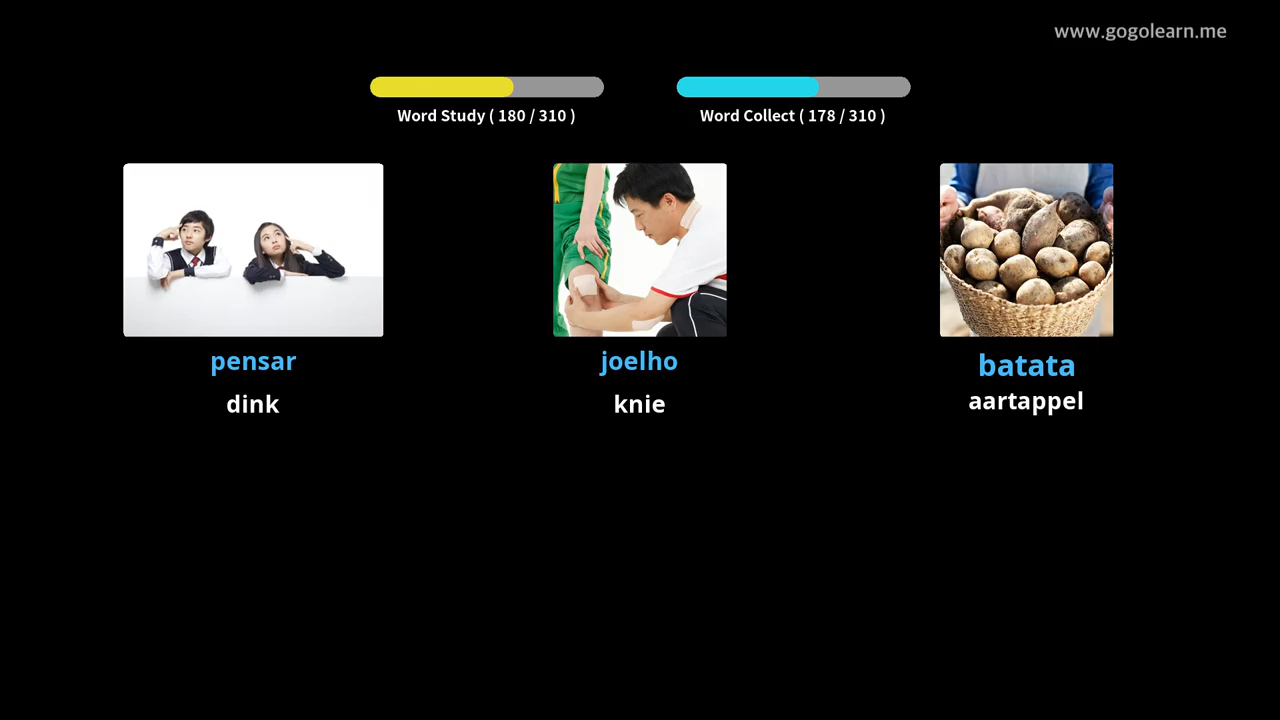 www.gogolearn.me
Word Study ( 180 / 310 )
Word Collect ( 178 / 310 )
pensar
dink
joelho
knie
batata
aartappel